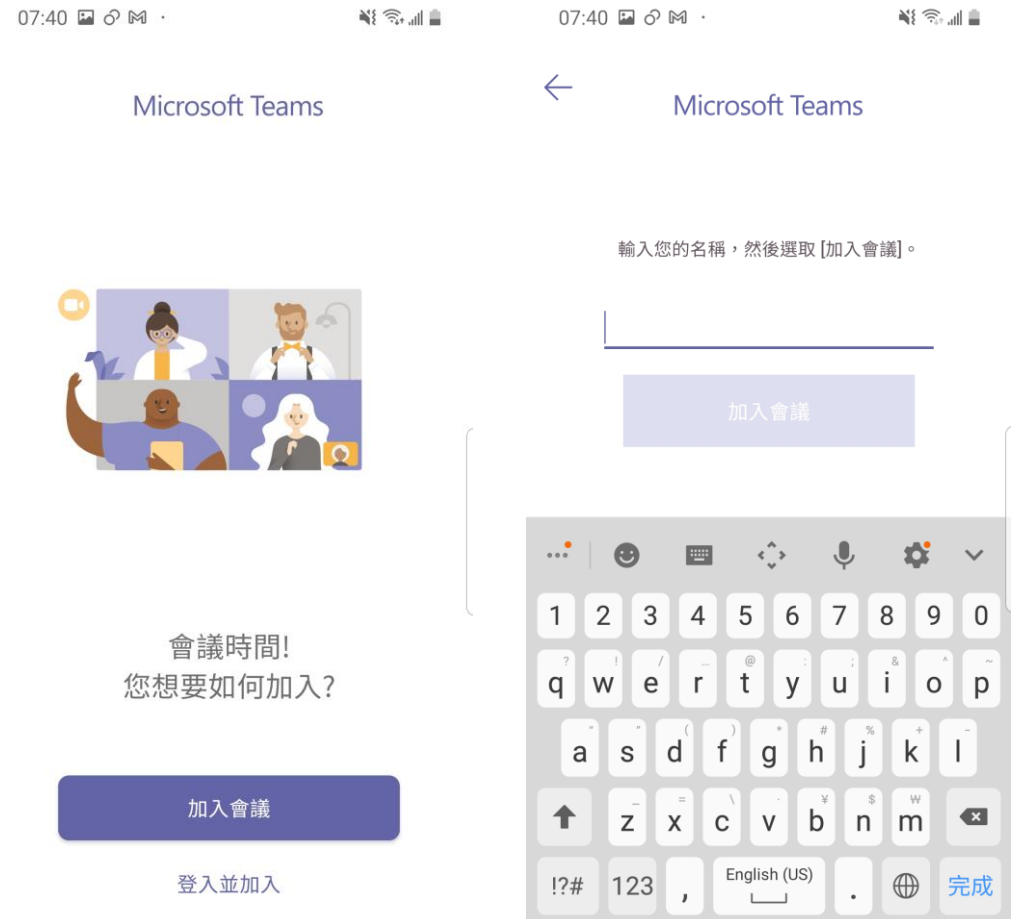 07:40
Microsoft Teams
會議時間!
您想要如何加入?
加入會議
登入並加入
07:40
Microsoft Teams
輸入您的名稱，然後選取 [加入會議]。
加入會議
1 2 3 4 5 6 7 8 9 0
? ! / … @ : ; & ^ ~
q w e r t y u i o p
" " ( ) * # % + -
a s d f g h j k l
_ = \ · ¥ $ ₩
z x c v b n m
!?# 123 , English (US) . 完成